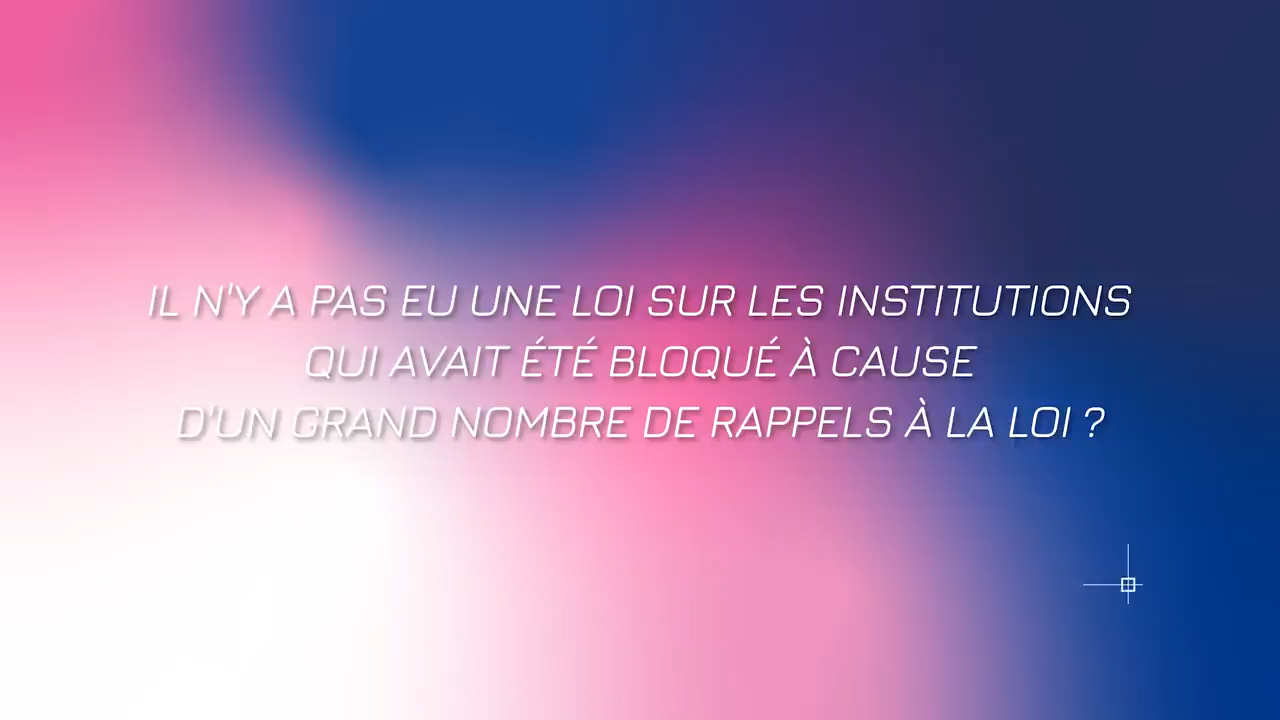 IL N'Y A PAS EU UNE LOI SUR LES INSTITUTIONS
QUI AVAIT ÉTÉ BLOQUÉ À CAUSE
D'UN GRAND NOMBRE DE RAPPELS À LA LOI ?